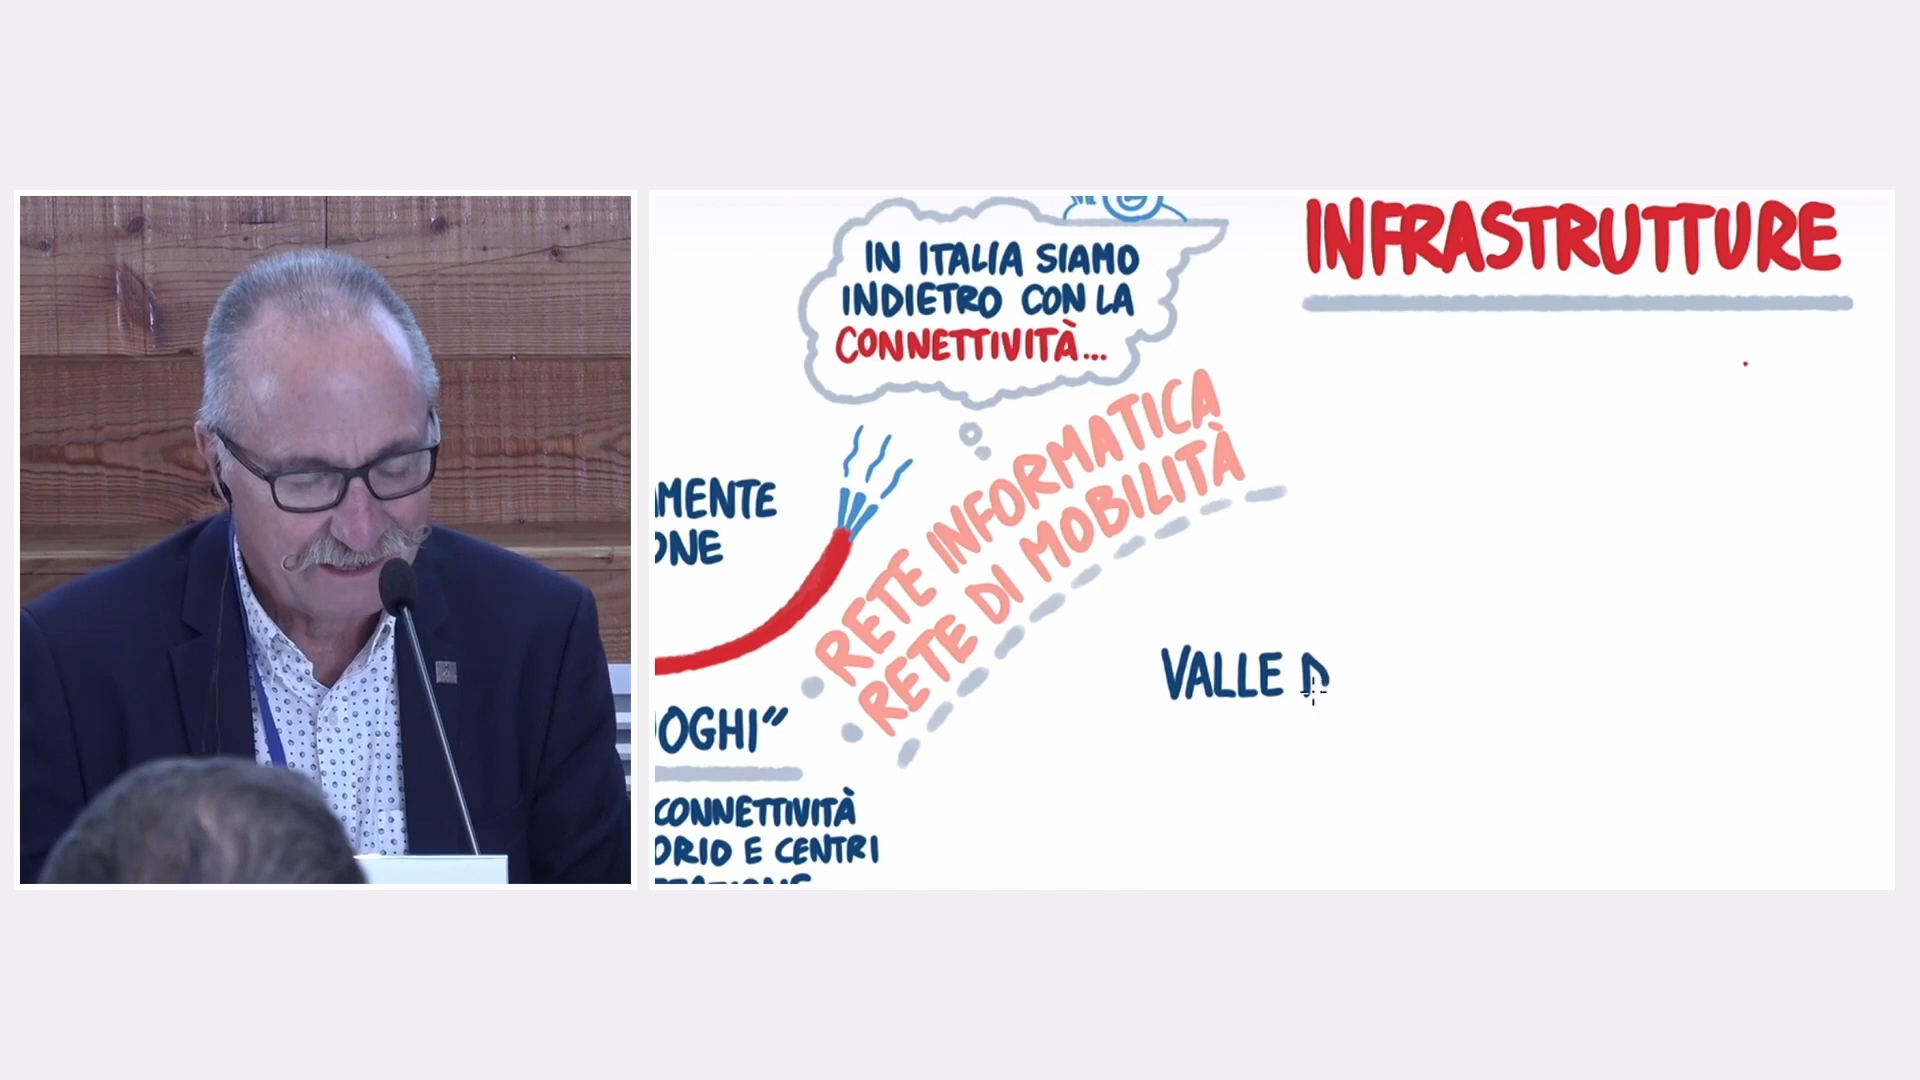 IN ITALIA SIAMO
INDIETRO CON LA
CONNETTIVITÀ...
INFRASTRUTTURE
RETE INFORMATICA
RETE DI MOBILITÀ
AMENTE
ONE
VALLE D
OGHI"
CONNETTIVITÀ
ORIO E CENTRI